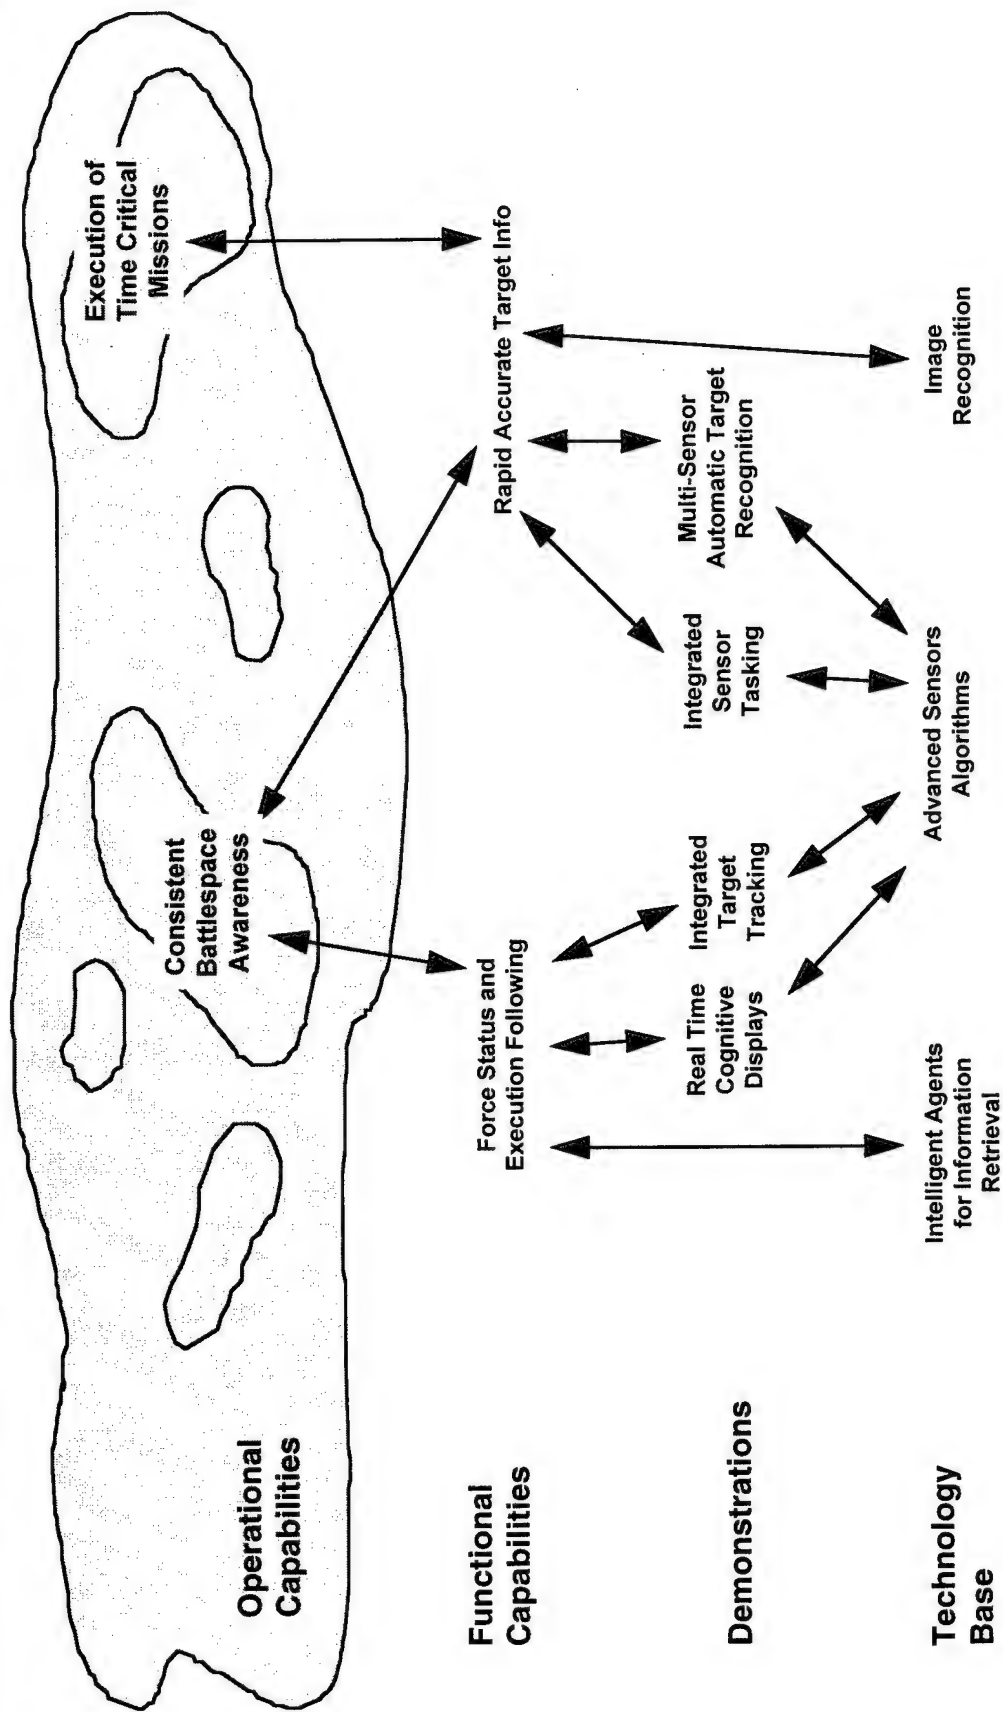 Operational
Capabilities
Consistent
Battlespace
Awareness
Execution of
Time Critical
Missions
Functional
Capabilities
Force Status and
Execution Following
Rapid Accurate Target Info
Demonstrations
Real Time
Cognitive
Displays
Integrated
Target
Tracking
Integrated
Sensor
Tasking
Multi-Sensor
Automatic Target
Recognition
Technology
Base
Intelligent Agents
for Information
Retrieval
Advanced Sensors
Algorithms
Image
Recognition